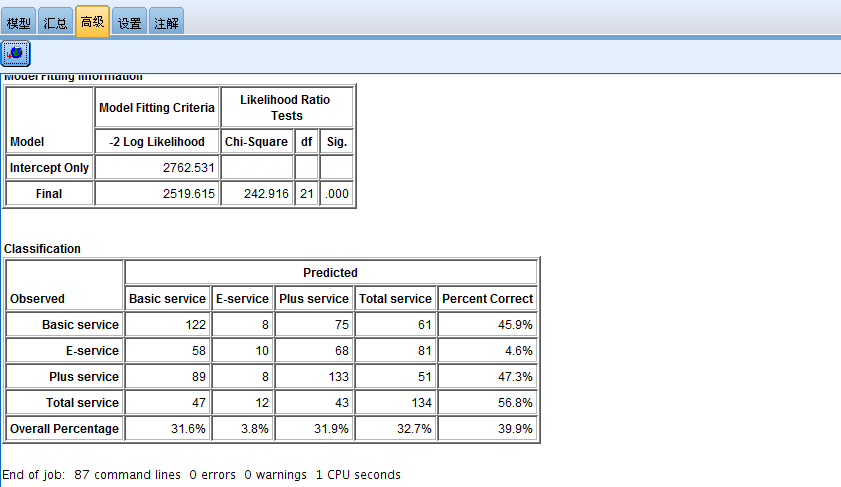 模型 汇总 高级 设置 注解
Model Fitting Information
Model Model Fitting Criteria Likelihood Ratio Tests
-2 Log Likelihood Chi-Square df Sig.
Intercept Only 2762.531
Final 2519.615 242.916 21 .000
Classification
Observed Predicted
Basic service E-service Plus service Total service Percent Correct
Basic service 122 8 75 61 45.9%
E-service 58 10 68 81 4.6%
Plus service 89 8 133 51 47.3%
Total service 47 12 43 134 56.8%
Overall Percentage 31.6% 3.8% 31.9% 32.7% 39.9%
End of job: 87 command lines 0 errors 0 warnings 1 CPU seconds